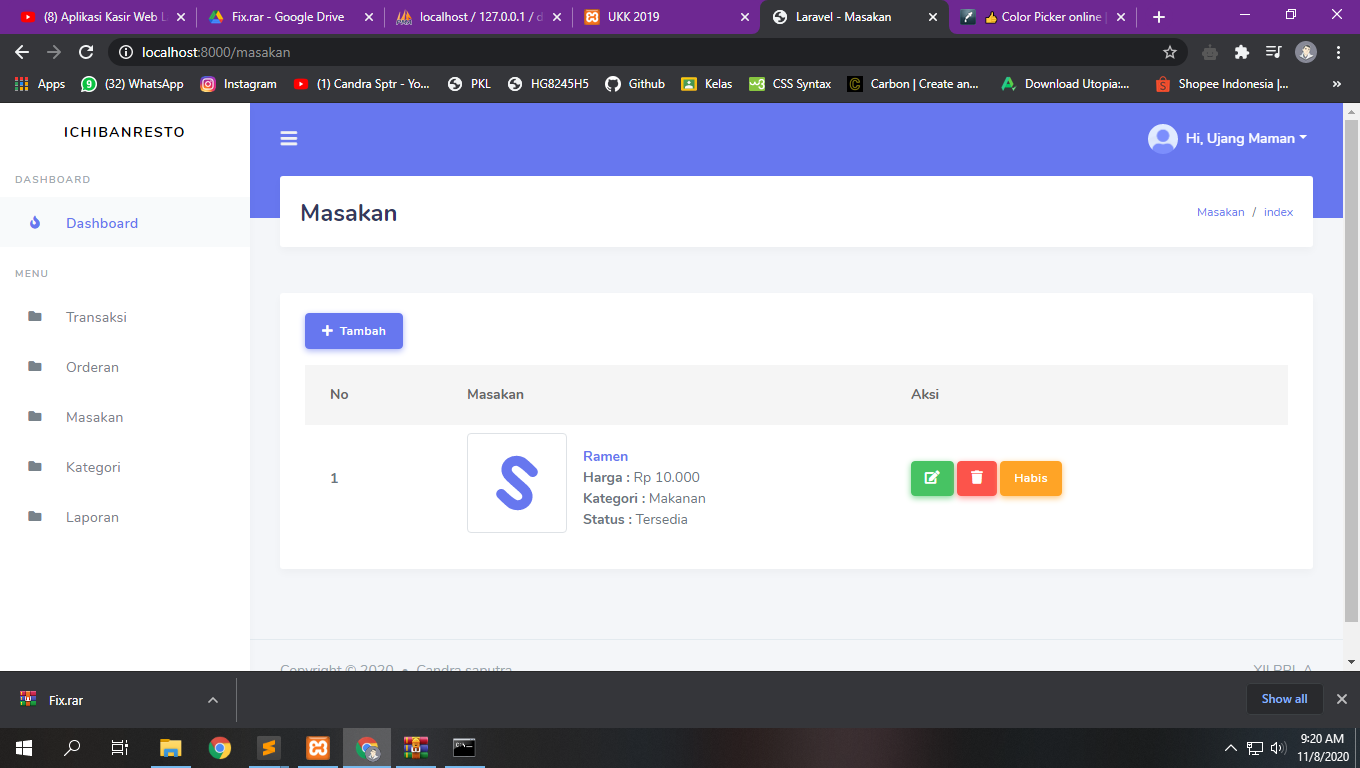 (8) Aplikasi Kasir Web L
Fix.rar - Google Drive
localhost / 127.0.0.1 / d
UKK 2019
Laravel - Masakan
👍 Color Picker online |
localhost:8000/masakan
Apps
(32) WhatsApp
Instagram
(1) Candra Sptr - Yo...
PKL
HG8245H5
Github
Kelas
CSS Syntax
Carbon | Create an...
Download Utopia:...
Shopee Indonesia |...
»
ICHIBANRESTO
Hi, Ujang Maman
DASHBOARD
Dashboard
Masakan
Masakan / index
MENU
Transaksi
Orderan
Masakan
Kategori
Laporan
Tambah
No Masakan Aksi
1
Ramen
Harga : Rp 10.000
Kategori : Makanan
Status : Tersedia
Habis
Copyright © 2020 • Candra saputra
XII RPL A
Fix.rar
Show all
9:20 AM
11/8/2020